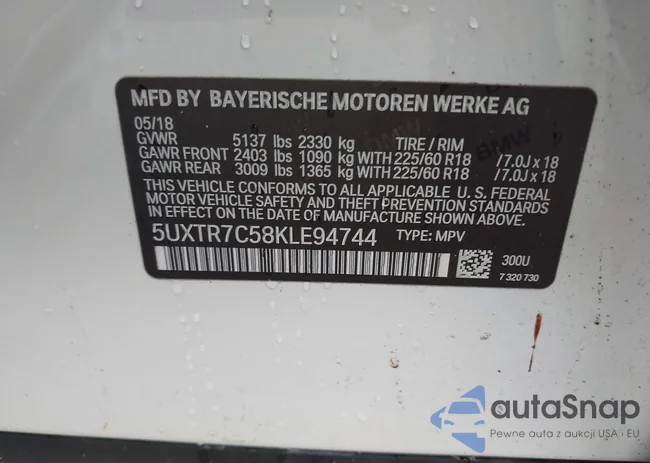 MFD BY BAYERISCHE MOTOREN WERKE AG
05/18
GVWR 5137 lbs 2330 kg TIRE / RIM
GAWR FRONT 2403 lbs 1090 kg WITH 225/60 R18 /7.0J x 18
GAWR REAR 3009 lbs 1365 kg WITH 225/60 R18 /7.0J x 18
THIS VEHICLE CONFORMS TO ALL APPLICABLE U. S. FEDERAL
MOTOR VEHICLE SAFETY AND THEFT PREVENTION STANDARDS
IN EFFECT ON THE DATE OF MANUFACTURE SHOWN ABOVE.
5UXTR7C58KLE94744 TYPE: MPV
300U
7 320 730
BMW
autaSnap
Pewne auta z aukcji USA i EU